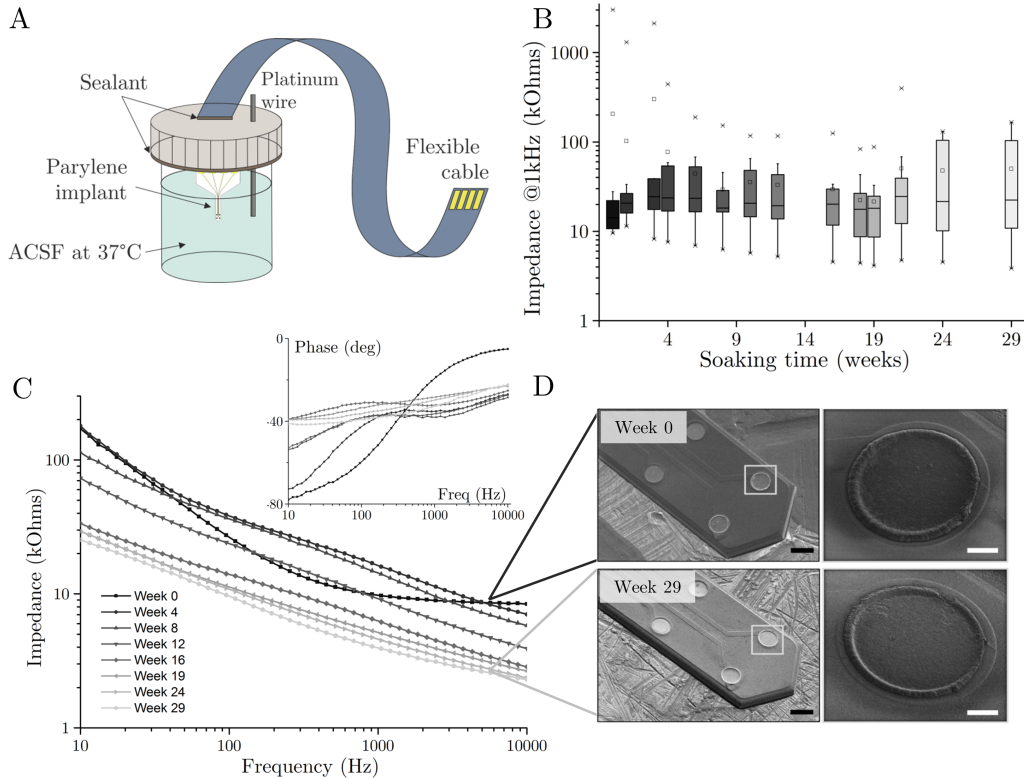 A
Sealant
Platinum
wire
Parylene
implant
Flexible
cable
ACSF at 37°C
B
Impedance @1kHz (kOhms)
1000
100
10
1
4
9
14
19
24
29
Soaking time (weeks)
C
Phase (deg)
0
-40
-80
10
100
1000
10000
Freq (Hz)
Impedance (kOhms)
100
10
1
Week 0
Week 4
Week 8
Week 12
Week 16
Week 19
Week 24
Week 29
10
100
1000
10000
Frequency (Hz)
D
Week 0
Week 29